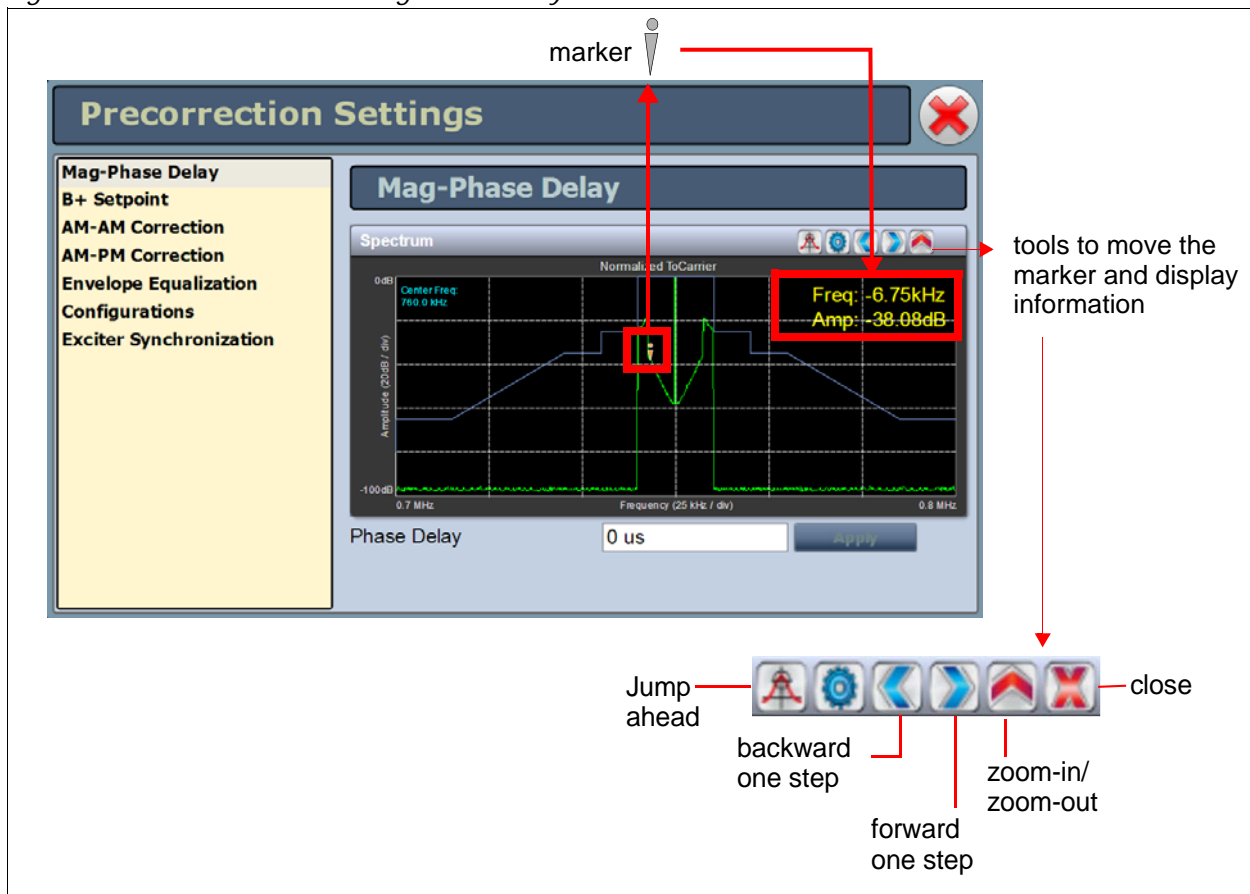 marker
Precorrection Settings
Mag-Phase Delay
B+ Setpoint
AM-AM Correction
AM-PM Correction
Envelope Equalization
Configurations
Exciter Synchronization
Mag-Phase Delay
Spectrum
Normalized ToCarrier
0dB
Center Freq:
760.0 kHz
Freq: -6.75kHz
Amp: -38.08dB
Amplitude (20dB / div)
-100dB
0.7 MHz
Frequency (25 kHz / div)
0.8 MHz
Phase Delay
0 us
Apply
tools to move the
marker and display
information
Jump
ahead
close
backward
one step
zoom-in/
zoom-out
forward
one step